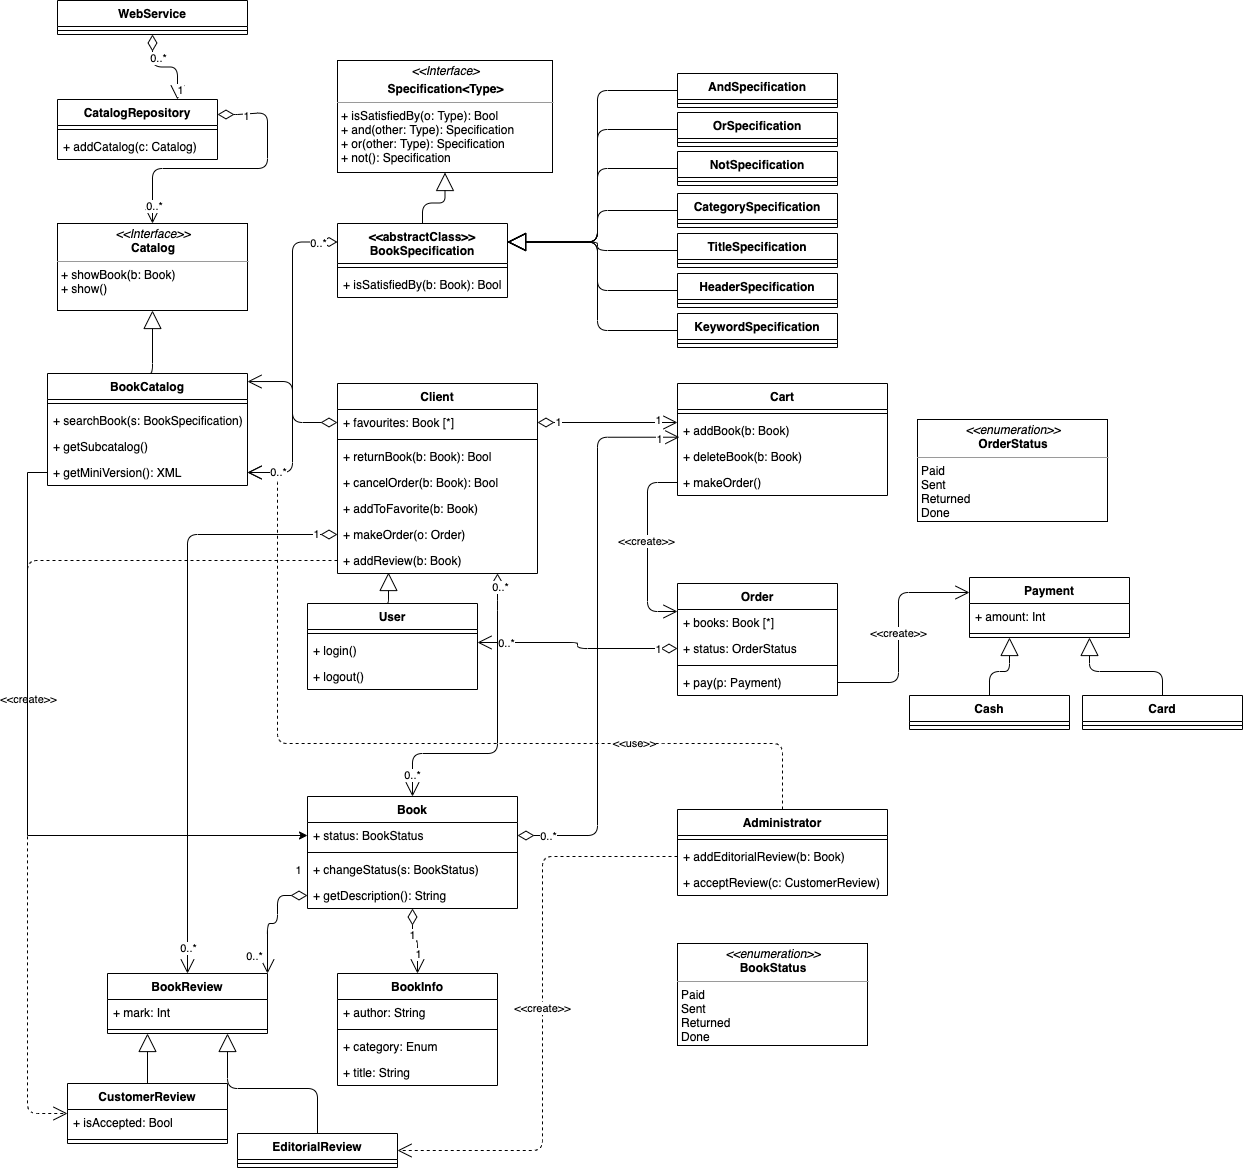 WebService
0..*
1
CatalogRepository
+ addCatalog(c: Catalog)
1
0..*
<<Interface>
Catalog
+ showBook(b: Book)
+ show()
<<Interface>
Specification<Type>
+ isSatisfiedBy(o: Type): Bool
+ and(other: Type): Specification
+ or(other: Type): Specification
+ not(): Specification
<<abstractClass>>
BookSpecification
+ isSatisfiedBy(b: Book): Bool
0..*
AndSpecification
OrSpecification
NotSpecification
CategorySpecification
TitleSpecification
HeaderSpecification
KeywordSpecification
BookCatalog
+ searchBook(s: BookSpecification)
+ getSubcatalog()
+ getMiniVersion(): XML
0..*
Client
+ favourites: Book [*]
+ returnBook(b: Book): Bool
+ cancelOrder(b: Book): Bool
+ addToFavorite(b: Book)
+ makeOrder(o: Order)
+ addReview(b: Book)
1
1
1
1
0..*
Cart
+ addBook(b: Book)
+ deleteBook(b: Book)
+ makeOrder()
<<enumeration>>
OrderStatus
Paid
Sent
Returned
Done
<<create>>
User
+ login()
+ logout()
0..*
1
Order
+ books: Book [*]
+ status: OrderStatus
+ pay(p: Payment)
<<create>>
Payment
+ amount: Int
Cash
Card
<<create>>
<<use>>
0..*
Book
+ status: BookStatus
+ changeStatus(s: BookStatus)
+ getDescription(): String
0..*
1
Administrator
+ addEditorialReview(b: Book)
+ acceptReview(c: CustomerReview)
0..*
0..*
1
1
BookReview
+ mark: Int
BookInfo
+ author: String
+ category: Enum
+ title: String
<<create>>
<<enumeration>>
BookStatus
Paid
Sent
Returned
Done
CustomerReview
+ isAccepted: Bool
EditorialReview